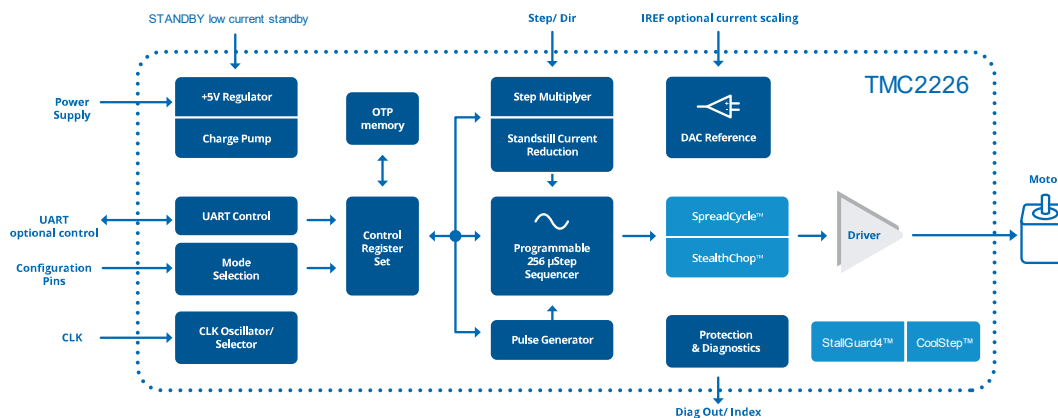 STANDBY low current standby
Step/ Dir
IREF optional current scaling
TMC2226
Power
Supply
+5V Regulator
Charge Pump
OTP
memory
Step Multiplyer
Standstill Current
Reduction
DAC Reference
Motor
UART
optional control
UART Control
Control
Register
Set
Programmable
256 µStep
Sequencer
SpreadCycle™
StealthChop™
Driver
Configuration
Pins
Mode
Selection
CLK
CLK Oscillator/
Selector
Pulse Generator
Protection
& Diagnostics
StallGuard4™
CoolStep™
Diag Out/ Index